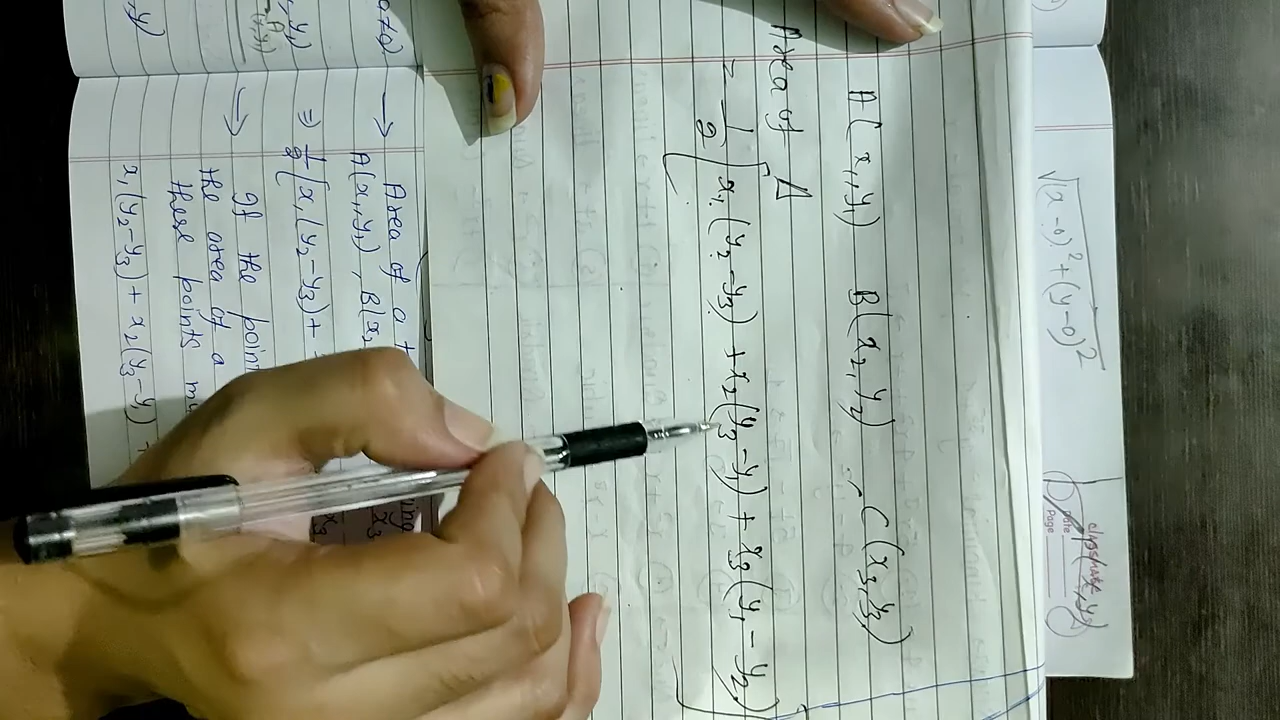 √(x-0)²+(y-0)²
Date
Page
A(x₁,y₁) B(x₂,y₂) , C(x₃,y₃)
Area of Δ
= 1/2 [x₁(y₂-y₃) + x₂(y₃-y₁) + x₃(y₁-y₂)]
→ Area of a
A(x₁,y₁), B(x₂
⇒ 1/2 [x₁(y₂-y₃)+
→ If the point
the area of a
these points
x₁(y₂-y₃) + x₂(y₃-y₁)